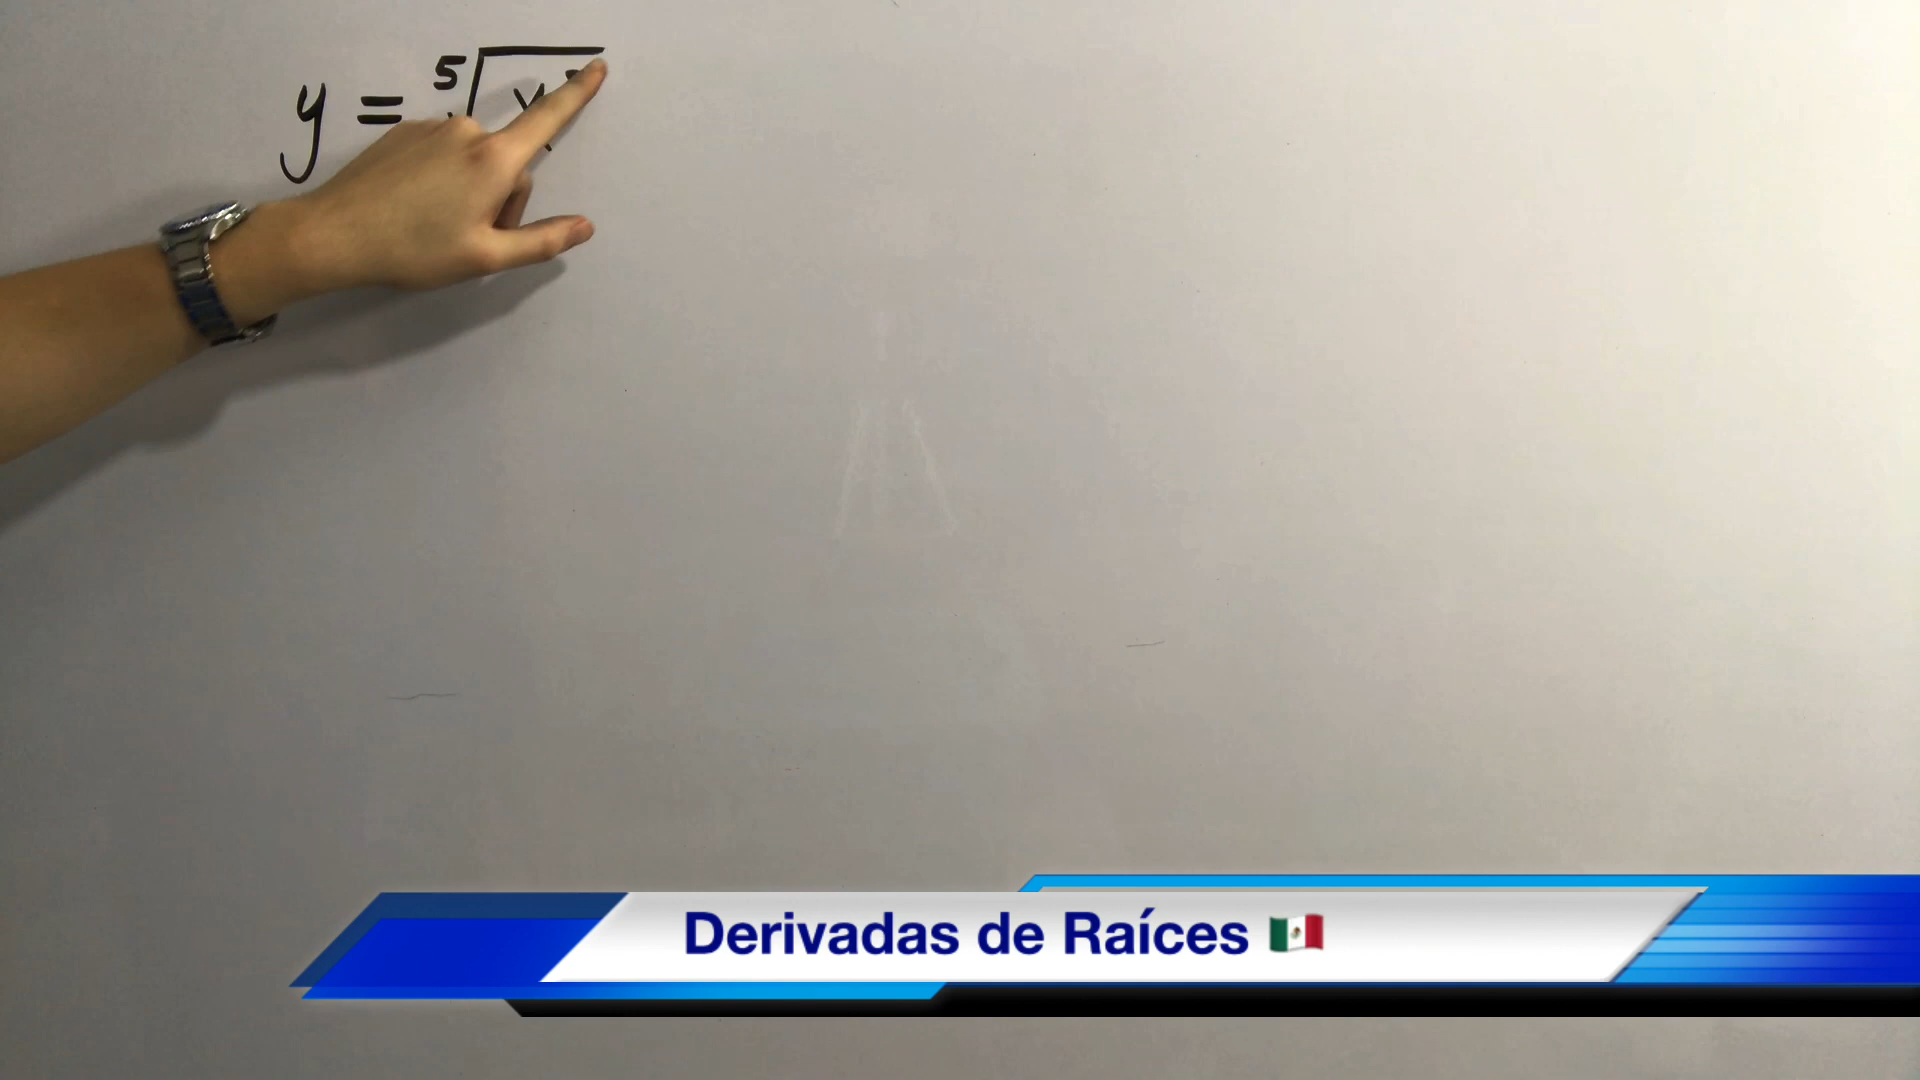 y = ⁵√x
Derivadas de Raíces 🇲🇽